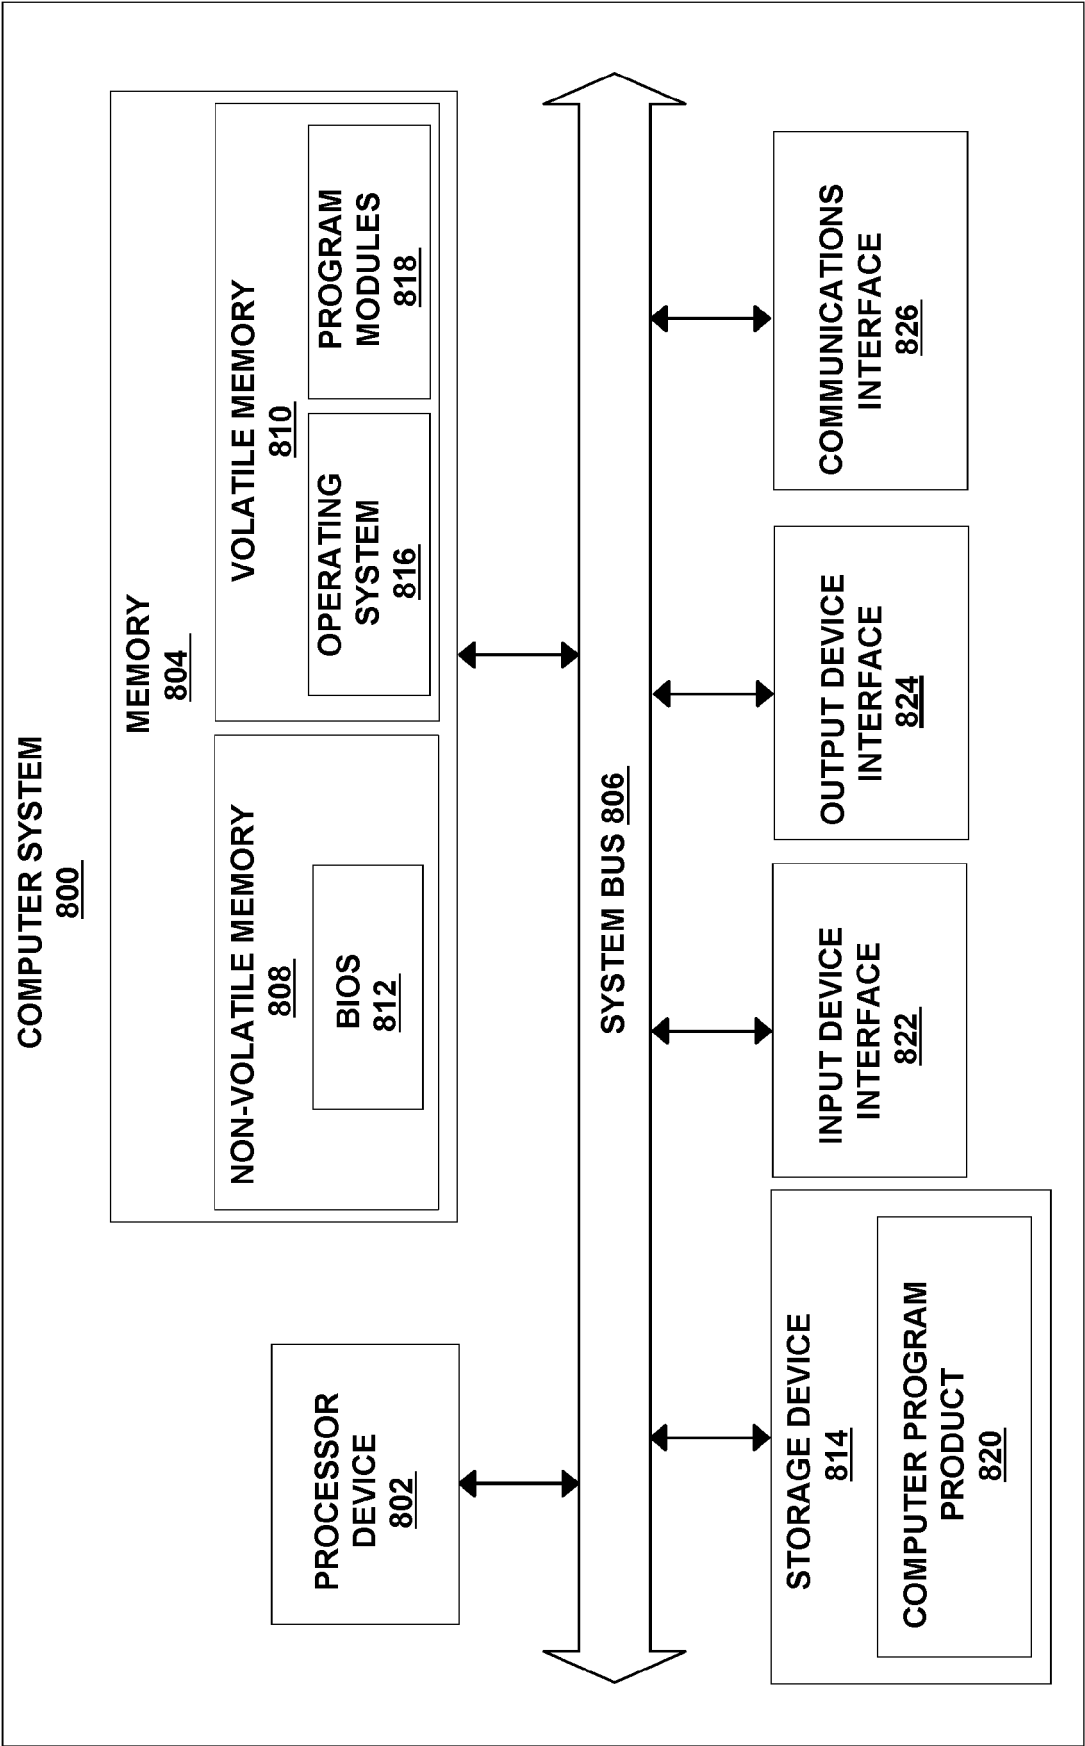 COMPUTER SYSTEM
800
MEMORY
804
NON-VOLATILE MEMORY
808
BIOS
812
VOLATILE MEMORY
810
OPERATING
SYSTEM
816
PROGRAM
MODULES
818
PROCESSOR
DEVICE
802
SYSTEM BUS 806
STORAGE DEVICE
814
COMPUTER PROGRAM
PRODUCT
820
INPUT DEVICE
INTERFACE
822
OUTPUT DEVICE
INTERFACE
824
COMMUNICATIONS
INTERFACE
826